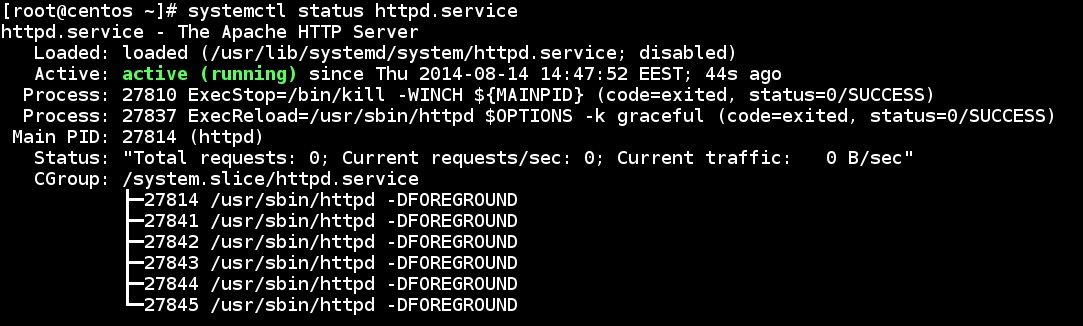 [root@centos ~]# systemctl status httpd.service
httpd.service - The Apache HTTP Server
   Loaded: loaded (/usr/lib/systemd/system/httpd.service; disabled)
   Active: active (running) since Thu 2014-08-14 14:47:52 EEST; 44s ago
  Process: 27810 ExecStop=/bin/kill -WINCH ${MAINPID} (code=exited, status=0/SUCCESS)
  Process: 27837 ExecReload=/usr/sbin/httpd $OPTIONS -k graceful (code=exited, status=0/SUCCESS)
 Main PID: 27814 (httpd)
   Status: "Total requests: 0; Current requests/sec: 0; Current traffic:   0 B/sec"
   CGroup: /system.slice/httpd.service
           ├─27814 /usr/sbin/httpd -DFOREGROUND
           ├─27841 /usr/sbin/httpd -DFOREGROUND
           ├─27842 /usr/sbin/httpd -DFOREGROUND
           ├─27843 /usr/sbin/httpd -DFOREGROUND
           ├─27844 /usr/sbin/httpd -DFOREGROUND
           └─27845 /usr/sbin/httpd -DFOREGROUND